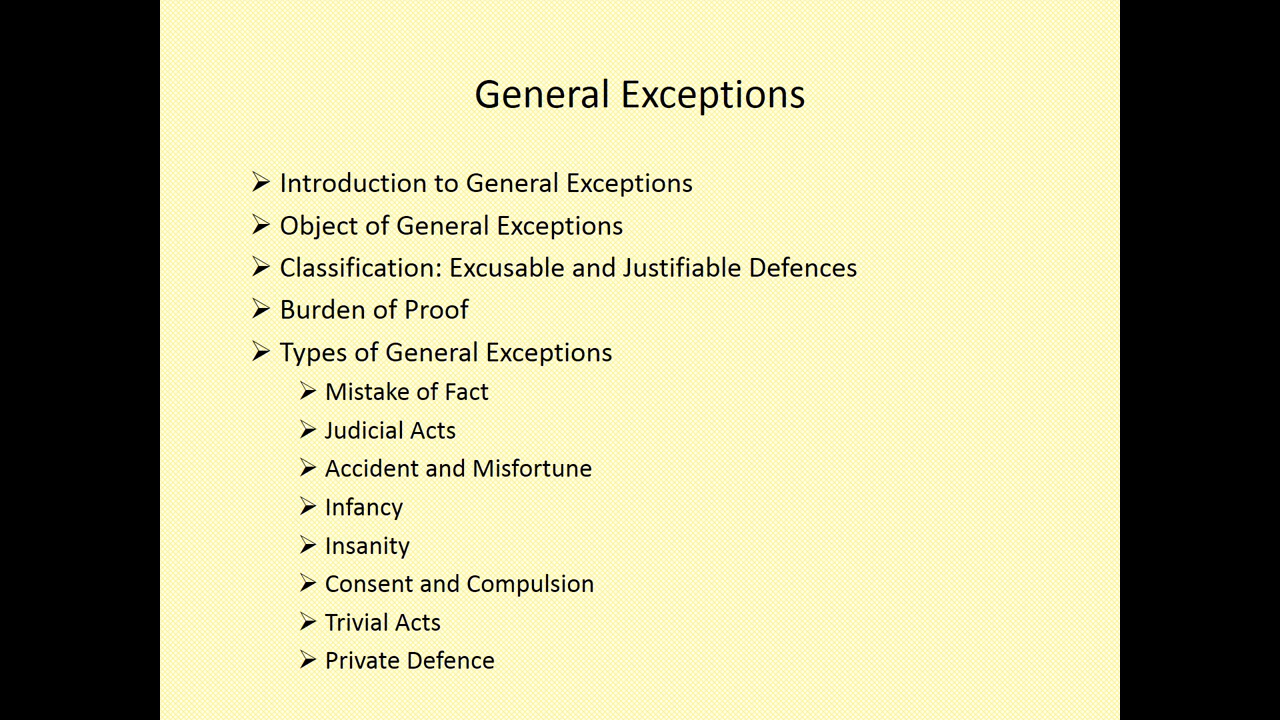 General Exceptions
Introduction to General Exceptions
Object of General Exceptions
Classification: Excusable and Justifiable Defences
Burden of Proof
Types of General Exceptions
Mistake of Fact
Judicial Acts
Accident and Misfortune
Infancy
Insanity
Consent and Compulsion
Trivial Acts
Private Defence